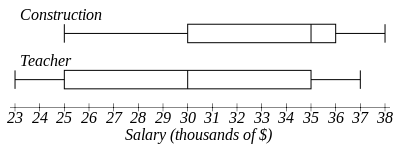 Construction
Teacher
23 24 25 26 27 28 29 30 31 32 33 34 35 36 37 38
Salary (thousands of $)